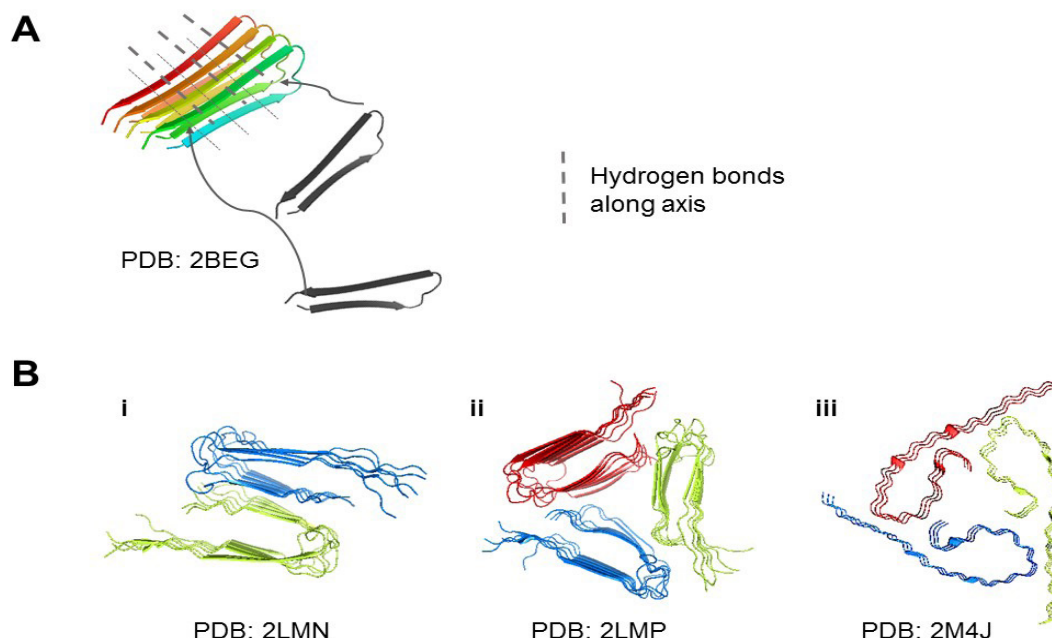 A
Hydrogen bonds
along axis
PDB: 2BEG
B
i
ii
iii
PDB: 2LMN
PDB: 2LMP
PDB: 2M4J